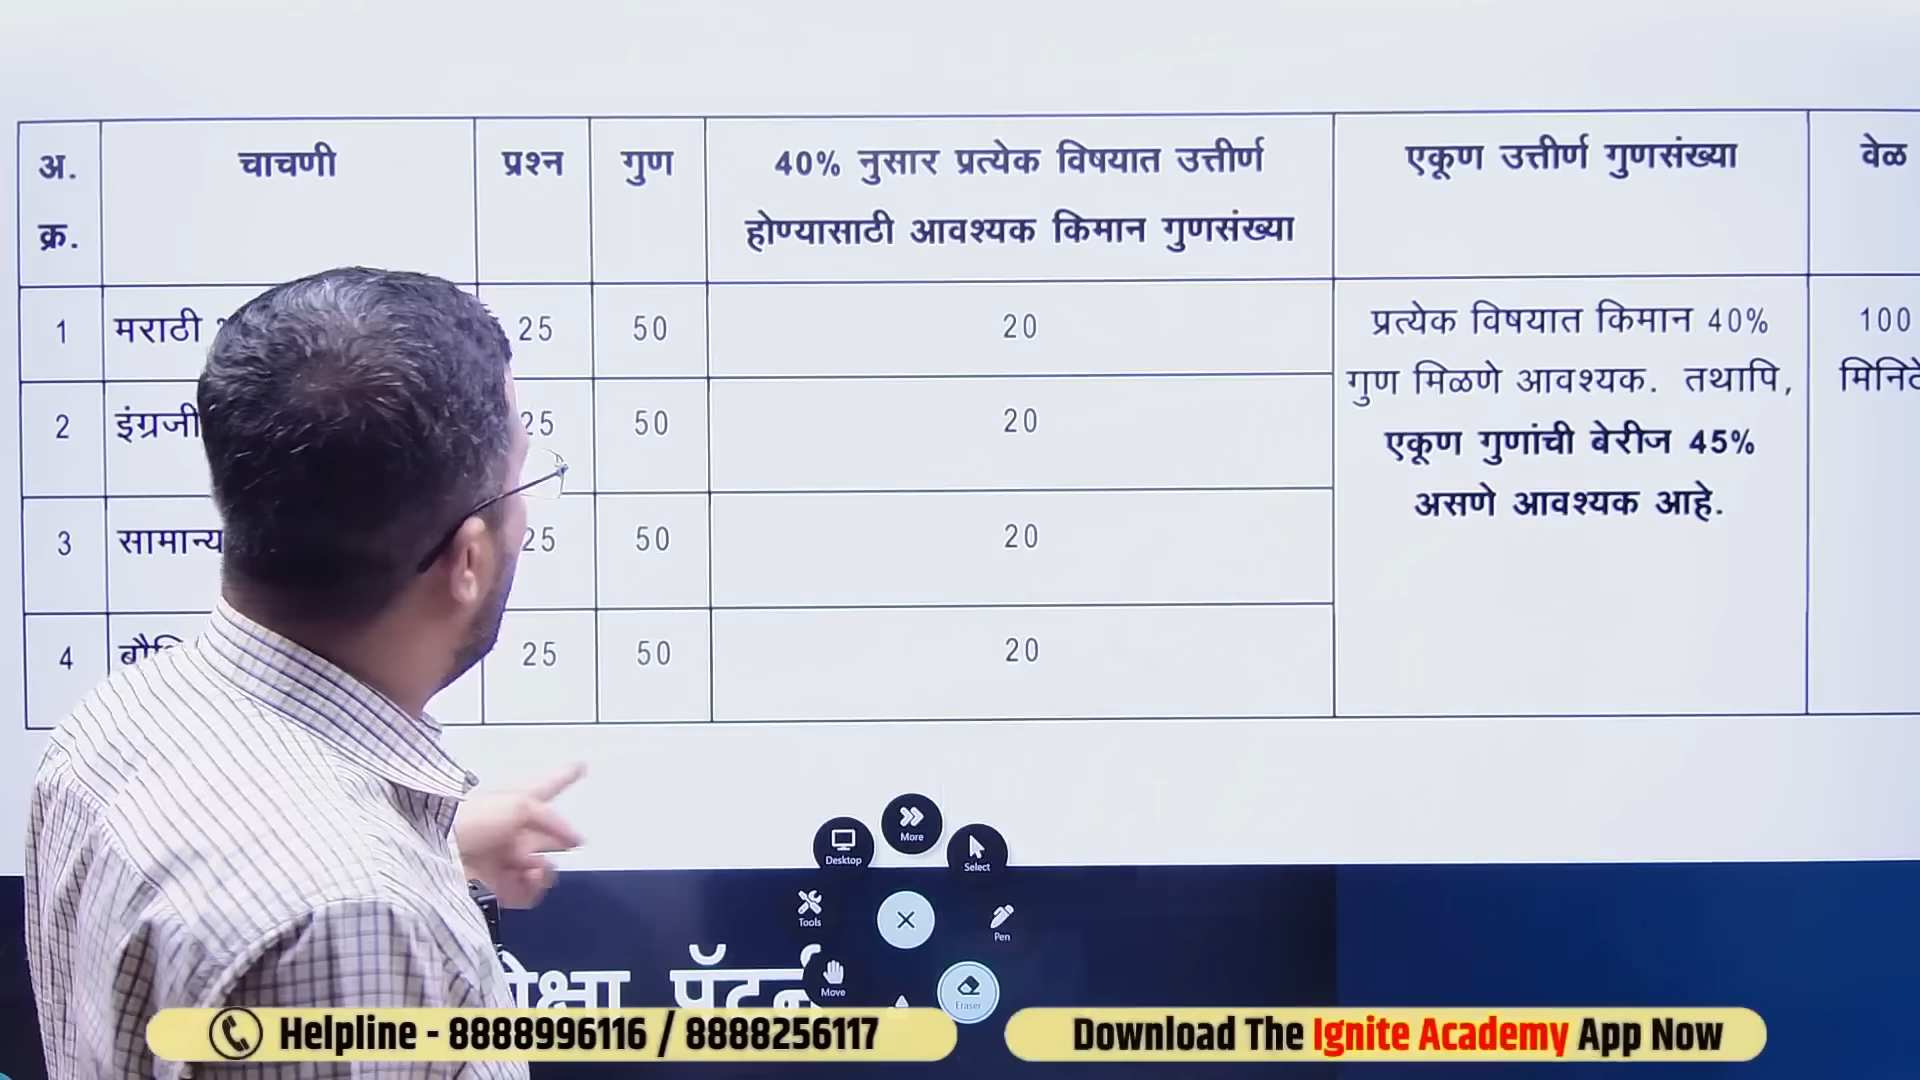 अ. क्र. चाचणी प्रश्न गुण 40% नुसार प्रत्येक विषयात उत्तीर्ण होण्यासाठी आवश्यक किमान गुणसंख्या एकूण उत्तीर्ण गुणसंख्या वेळ
1 मराठी 25 50 20
2 इंग्रजी 25 50 20
3 सामान्य 25 50 20
4 25 50 20
प्रत्येक विषयात किमान 40%
गुण मिळणे आवश्यक. तथापि,
एकूण गुणांची बेरीज 45%
असणे आवश्यक आहे.
100
मिनिटे
More
Desktop
Select
Tools
Pen
Move
Eraser
पॅटर्न
Helpline - 8888996116 / 8888256117
Download The Ignite Academy App Now